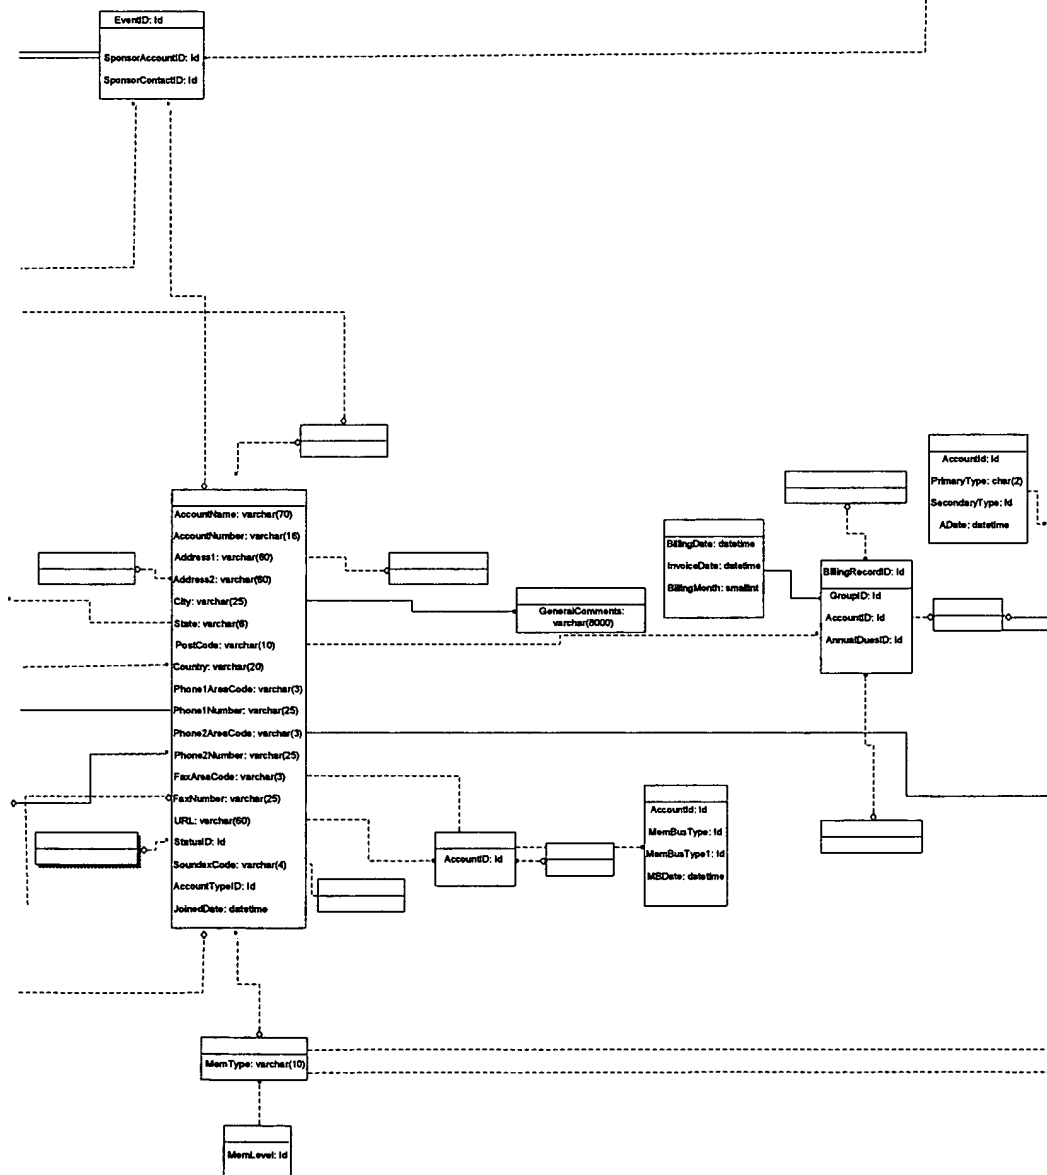 EventID: Id
SponsorAccountID: Id
SponsorContactID: Id
AccountName: varchar(70)
AccountNumber: varchar(16)
Address1: varchar(60)
Address2: varchar(60)
City: varchar(25)
State: varchar(6)
PostCode: varchar(10)
Country: varchar(20)
Phone1AreaCode: varchar(3)
Phone1Number: varchar(25)
Phone2AreaCode: varchar(3)
Phone2Number: varchar(25)
FaxAreaCode: varchar(3)
FaxNumber: varchar(25)
URL: varchar(60)
StatusID: Id
SoundexCode: varchar(4)
AccountTypeID: Id
JoinedDate: datetime
GeneralComments:
varchar(8000)
BillingDate: datetime
InvoiceDate: datetime
BillingMonth: smallint
BillingRecordID: Id
GroupID: Id
AccountID: Id
AnnualDuesID: Id
AccountId: Id
PrimaryType: char(2)
SecondaryType: Id
ADate: datetime
AccountID: Id
AccountId: Id
MemBusType: Id
MemBusType1: Id
MSDate: datetime
MemType: varchar(10)
MemLevel: Id